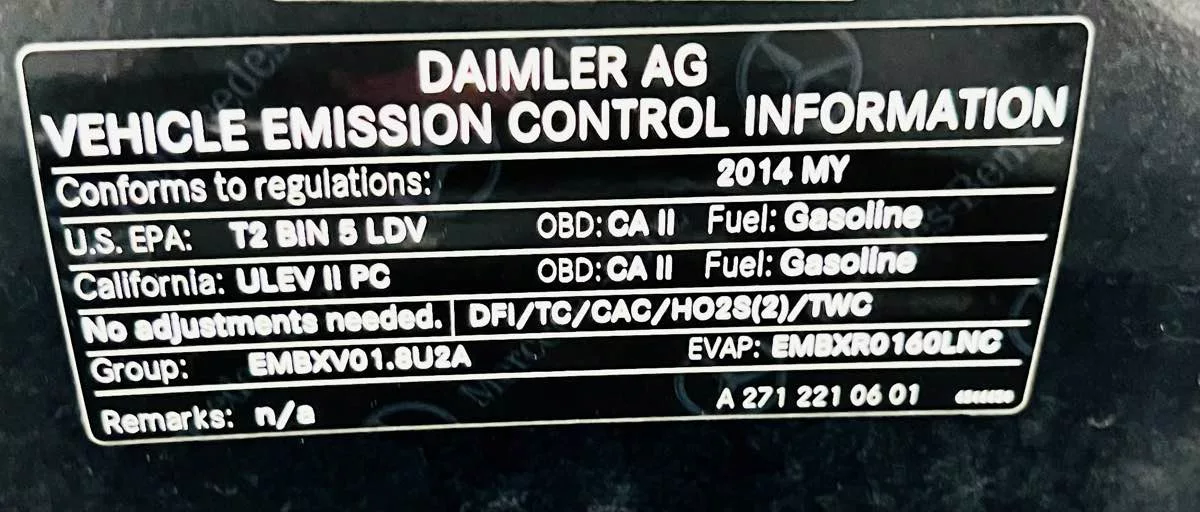 DAIMLER AG
VEHICLE EMISSION CONTROL INFORMATION
Conforms to regulations: 2014 MY
U.S. EPA: T2 BIN 5 LDV OBD: CA II Fuel: Gasoline
California: ULEV II PC OBD: CA II Fuel: Gasoline
No adjustments needed. DFI/TC/CAC/HO2S(2)/TWC
Group: EMBXV01.8U2A EVAP: EMBXR0160LNC
Remarks: n/a A 271 221 06 01